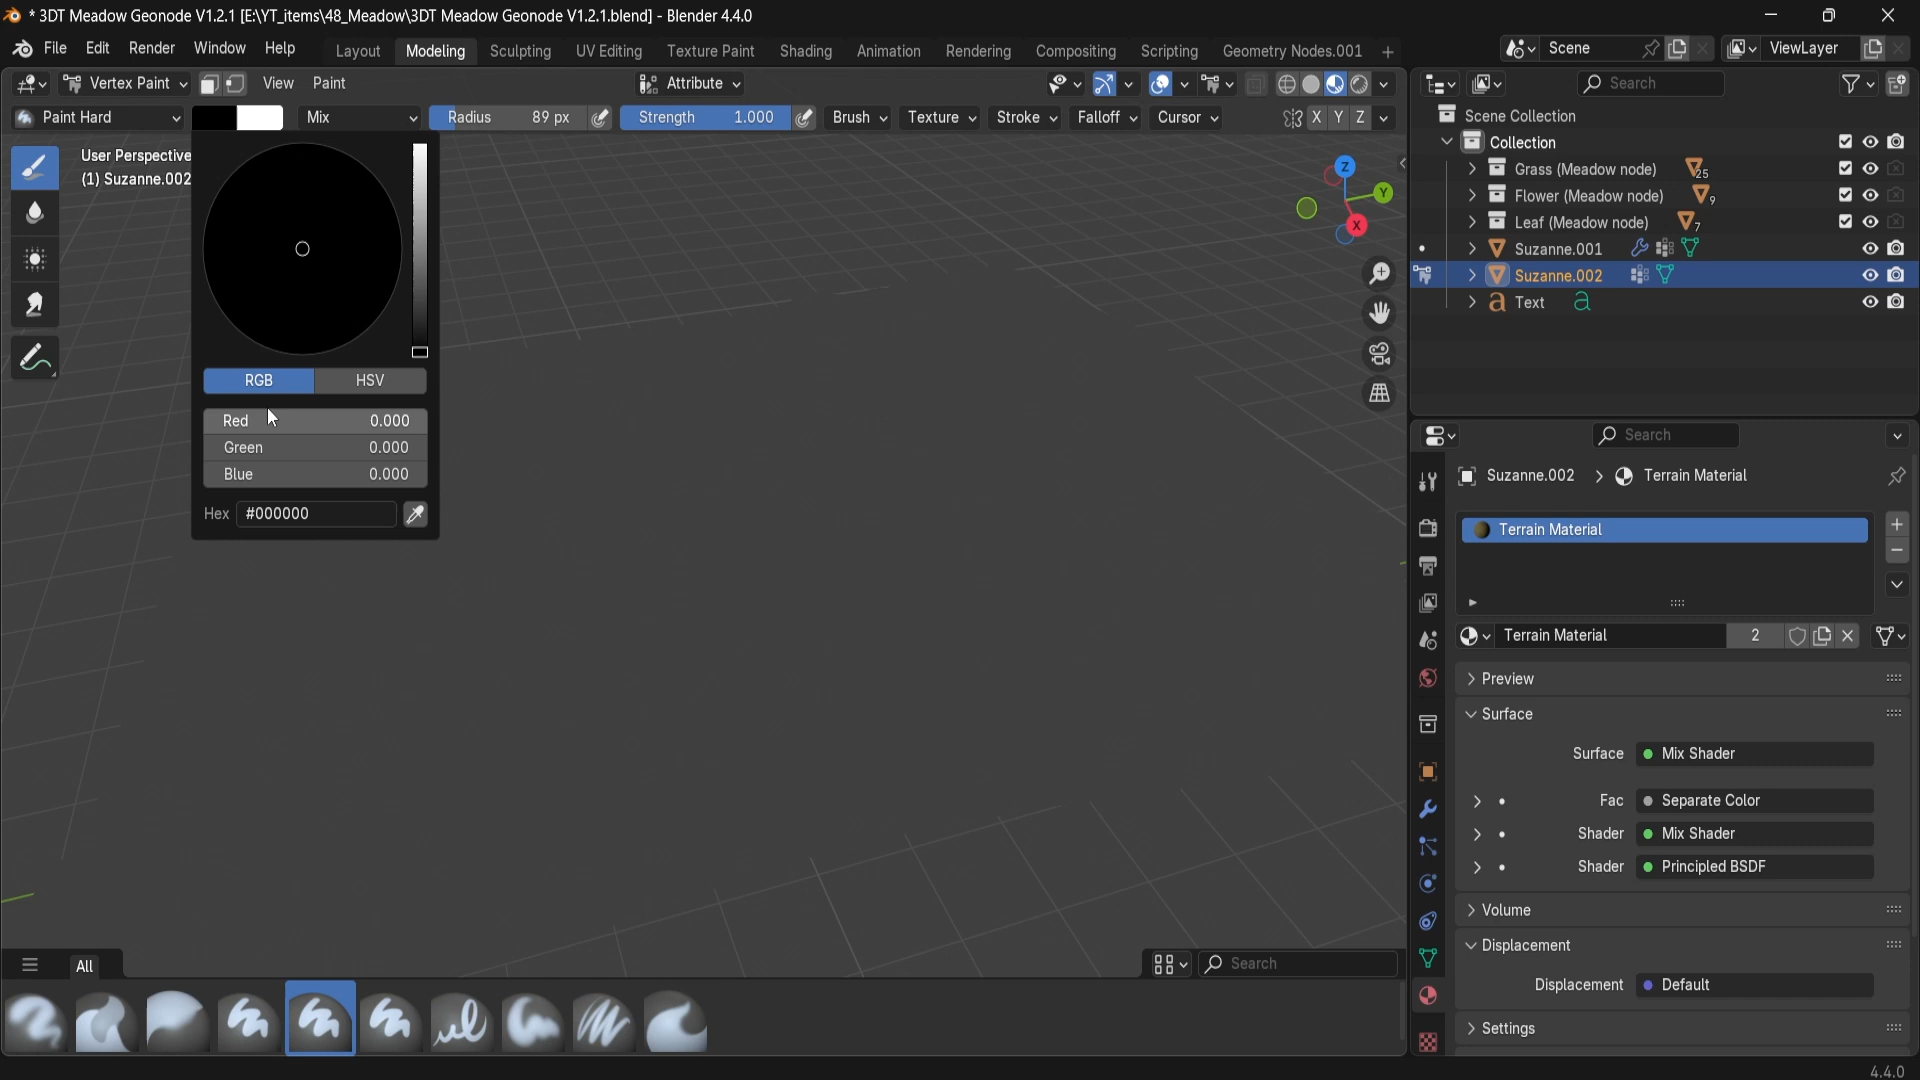 * 3DT Meadow Geonode V1.2.1 [E:\YT_items\48_Meadow\3DT Meadow Geonode V1.2.1.blend] - Blender 4.4.0
File Edit Render Window Help Layout Modeling Sculpting UV Editing Texture Paint Shading Animation Rendering Compositing Scripting Geometry Nodes.001 + Scene ViewLayer
Vertex Paint View Paint Attribute
Paint Hard Mix Radius 89 px Strength 1.000 Brush Texture Stroke Falloff Cursor X Y Z
User Perspective
(1) Suzanne.002
Z
Y
X
RGB HSV
Red 0.000
Green 0.000
Blue 0.000
Hex #000000
All
Search
Search
Scene Collection
Collection
Grass (Meadow node) 25
Flower (Meadow node) 9
Leaf (Meadow node) 7
Suzanne.001
Suzanne.002
a Text a
Search
Suzanne.002 > Terrain Material
Terrain Material
Terrain Material 2
Preview
Surface
Surface Mix Shader
Fac Separate Color
Shader Mix Shader
Shader Principled BSDF
Volume
Displacement
Displacement Default
Settings
4.4.0